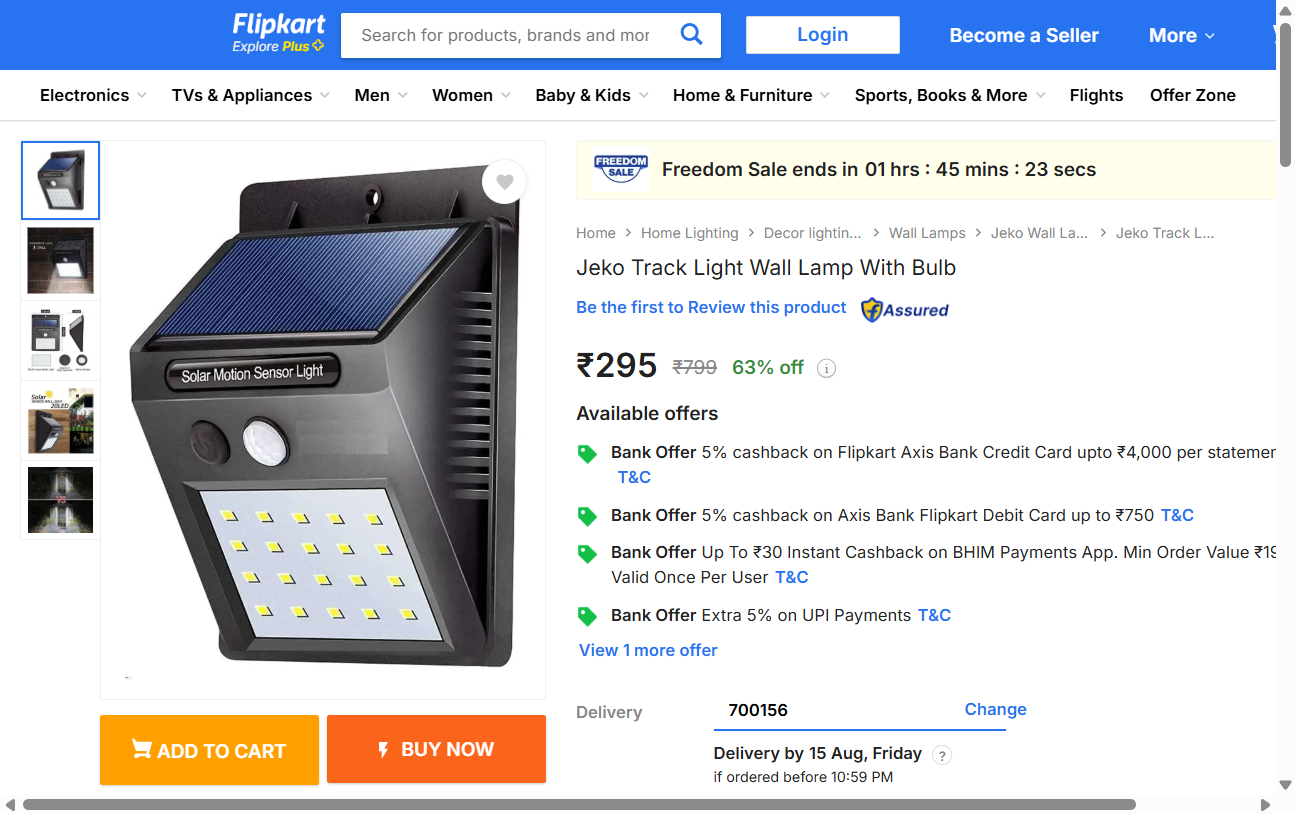 Flipkart
Explore Plus
Search for products, brands and mor
Login
Become a Seller
More
Electronics
TVs & Appliances
Men
Women
Baby & Kids
Home & Furniture
Sports, Books & More
Flights
Offer Zone
FREEDOM
SALE
Freedom Sale ends in 01 hrs : 45 mins : 23 secs
Home > Home Lighting > Decor lightin... > Wall Lamps > Jeko Wall La... > Jeko Track L...
Jeko Track Light Wall Lamp With Bulb
Be the first to Review this product
Assured
₹295 ₹799 63% off
Available offers
Bank Offer 5% cashback on Flipkart Axis Bank Credit Card upto ₹4,000 per statemen
T&C
Bank Offer 5% cashback on Axis Bank Flipkart Debit Card up to ₹750 T&C
Bank Offer Up To ₹30 Instant Cashback on BHIM Payments App. Min Order Value ₹19
Valid Once Per User T&C
Bank Offer Extra 5% on UPI Payments T&C
View 1 more offer
Delivery
700156
Change
Delivery by 15 Aug, Friday ?
if ordered before 10:59 PM
Solar Motion Sensor Light
Solar
20LED
VS
ADD TO CART
BUY NOW